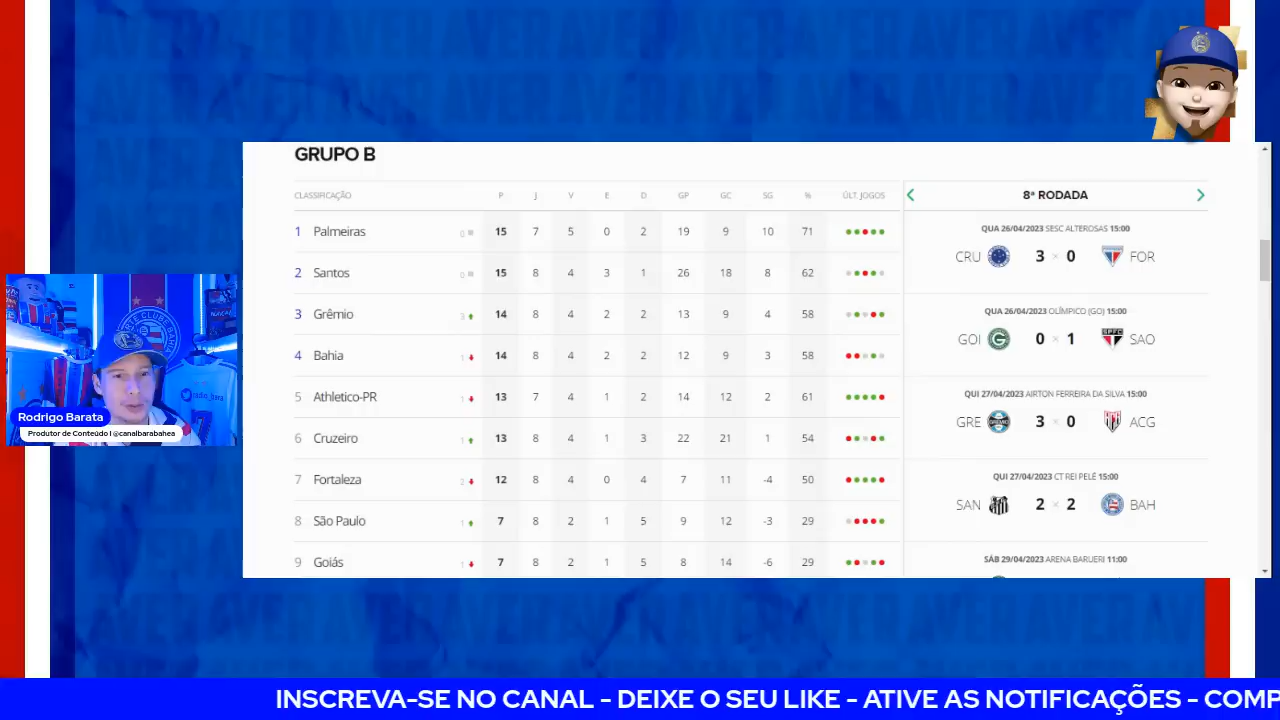 GRUPO B
CLASSIFICAÇÃO P J V E D GP GC SG % ÚLT. JOGOS
1 Palmeiras 0 15 7 5 0 2 19 9 10 71
2 Santos 0 15 8 4 3 1 26 18 8 62
3 Grêmio 3 14 8 4 2 2 13 9 4 58
4 Bahia 1 14 8 4 2 2 12 9 3 58
5 Athletico-PR 1 13 7 4 1 2 14 12 2 61
6 Cruzeiro 1 13 8 4 1 3 22 21 1 54
7 Fortaleza 2 12 8 4 0 4 7 11 -4 50
8 São Paulo 1 7 8 2 1 5 9 12 -3 29
9 Goiás 1 7 8 2 1 5 8 14 -6 29
8ª RODADA
QUA 26/04/2023 SESC ALTEROSAS 15:00
CRU 3 × 0 FOR
QUA 26/04/2023 OLÍMPICO (GO) 15:00
GOI 0 × 1 SAO
QUI 27/04/2023 AIRTON FERREIRA DA SILVA 15:00
GRE 3 × 0 ACG
QUI 27/04/2023 CT REI PELÉ 15:00
SAN 2 × 2 BAH
SÁB 29/04/2023 ARENA BARUERI 11:00
Rodrigo Barata
Produtor de Conteúdo | @canalbarabahea
INSCREVA-SE NO CANAL - DEIXE O SEU LIKE - ATIVE AS NOTIFICAÇÕES - COMP